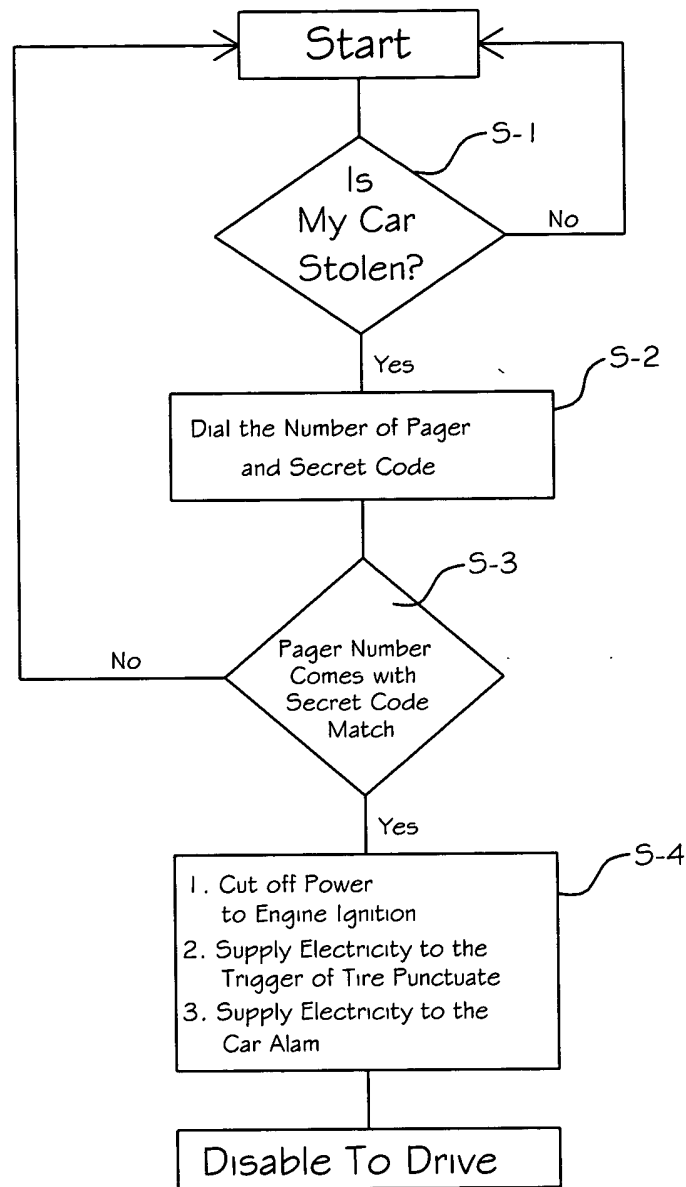 Start
S-1
Is
My Car
Stolen?
No
Yes
S-2
Dial the Number of Pager
and Secret Code
S-3
No
Pager Number
Comes with
Secret Code
Match
Yes
S-4
1. Cut off Power
to Engine Ignition
2. Supply Electricity to the
Trigger of Tire Punctuate
3. Supply Electricity to the
Car Alam
Disable To Drive